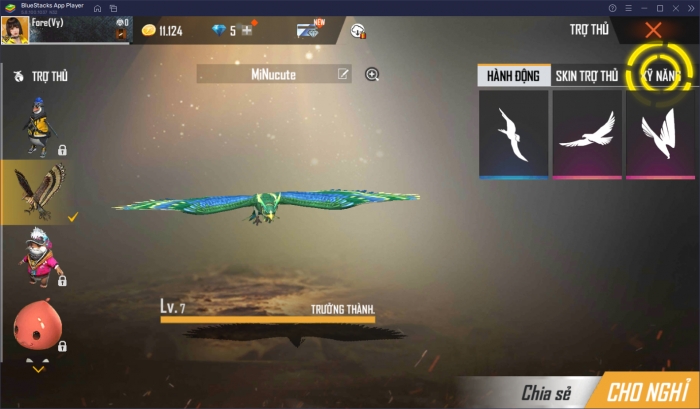 BlueStacks App Player
Fore(Vy)
0
11.124
5
NEW
TRỢ THỦ
TRỢ THỦ
MiNucute
HÀNH ĐỘNG
SKIN TRỢ THỦ
KỸ NĂNG
Lv.7
TRƯỞNG THÀNH.
Chia sẻ
CHO NGHỈ